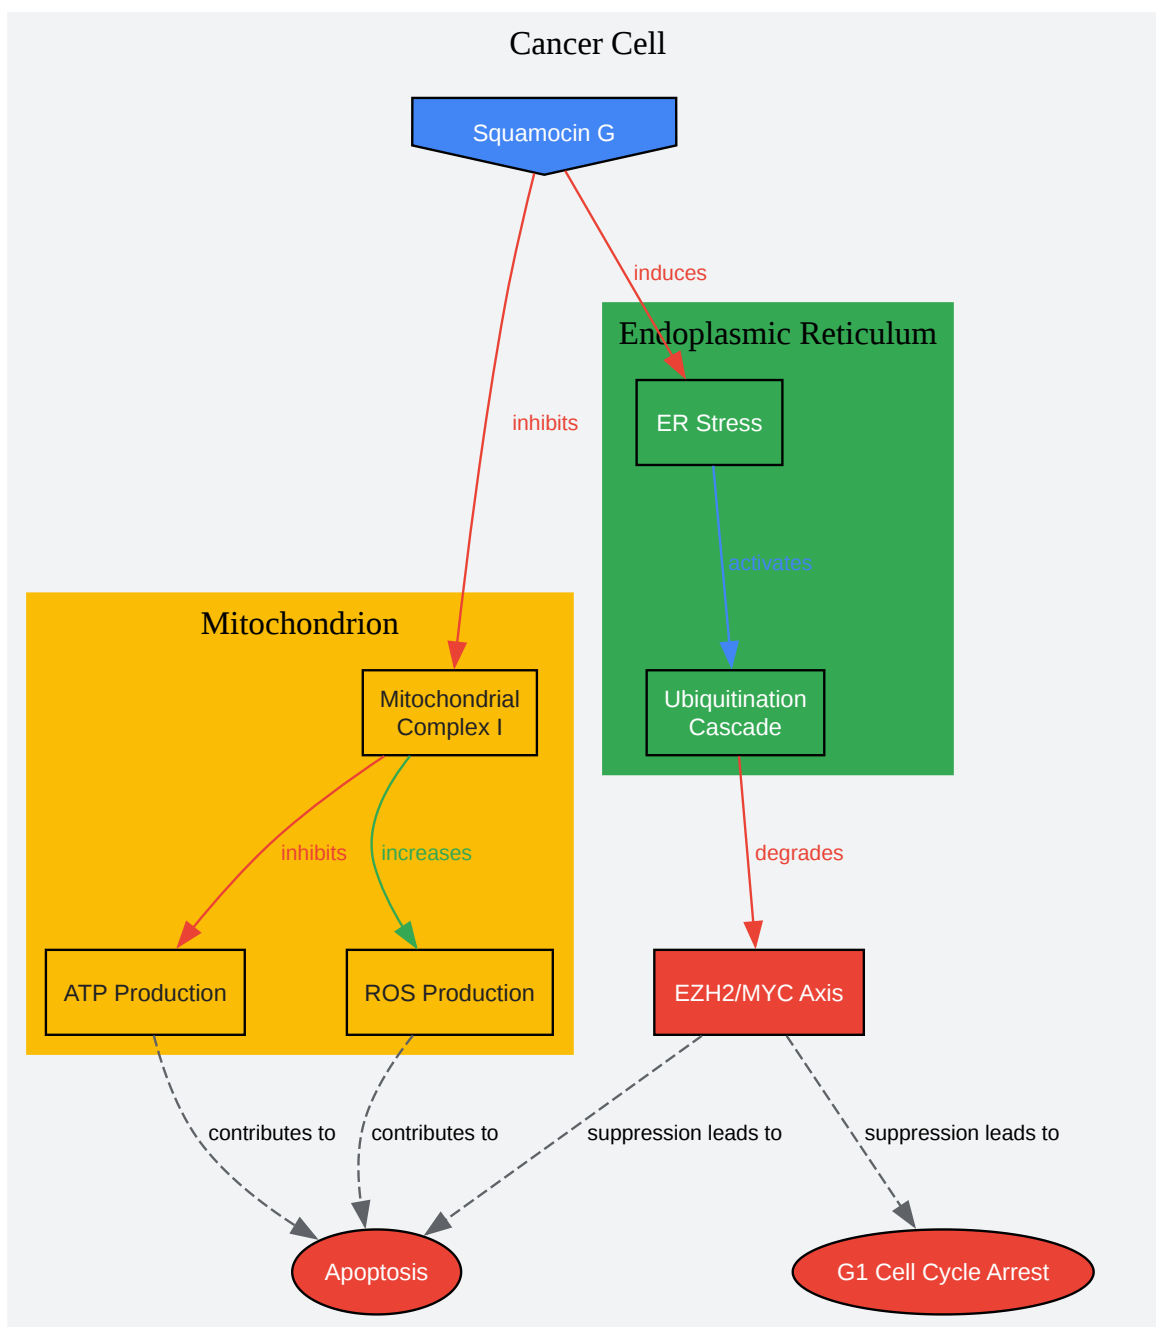 Cancer Cell
Squamocin G
induces
Endoplasmic Reticulum
ER Stress
inhibits
activates
Mitochondrion
Mitochondrial
Complex I
Ubiquitination
Cascade
inhibits
increases
degrades
ATP Production
ROS Production
EZH2/MYC Axis
contributes to
contributes to
suppression leads to
suppression leads to
Apoptosis
G1 Cell Cycle Arrest